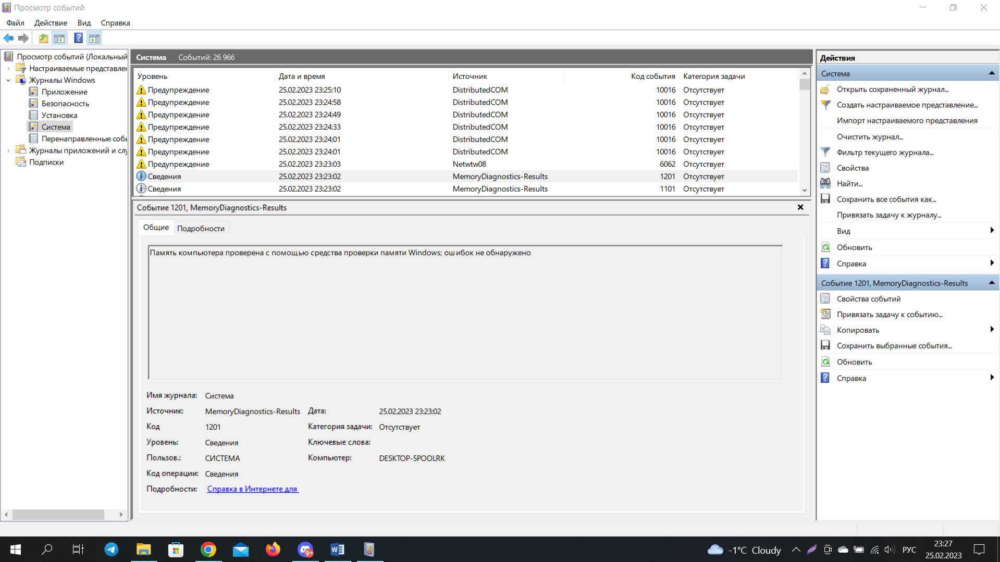 Просмотр событий
Файл Действие Вид Справка
Просмотр событий (Локальный
Настраиваемые представлен
Журналы Windows
Приложение
Безопасность
Установка
Система
Перенаправленные собы
Журналы приложений и слу
Подписки
Система Событий: 26 966
Уровень Дата и время Источник Код события Категория задачи
Предупреждение 25.02.2023 23:25:10 DistributedCOM 10016 Отсутствует
Предупреждение 25.02.2023 23:24:58 DistributedCOM 10016 Отсутствует
Предупреждение 25.02.2023 23:24:49 DistributedCOM 10016 Отсутствует
Предупреждение 25.02.2023 23:24:33 DistributedCOM 10016 Отсутствует
Предупреждение 25.02.2023 23:24:01 DistributedCOM 10016 Отсутствует
Предупреждение 25.02.2023 23:24:01 DistributedCOM 10016 Отсутствует
Предупреждение 25.02.2023 23:23:03 Netwtw08 6062 Отсутствует
Сведения 25.02.2023 23:23:02 MemoryDiagnostics-Results 1201 Отсутствует
Сведения 25.02.2023 23:23:02 MemoryDiagnostics-Results 1101 Отсутствует
Событие 1201, MemoryDiagnostics-Results
Общие Подробности
Память компьютера проверена с помощью средства проверки памяти Windows; ошибок не обнаружено
Имя журнала: Система
Источник: MemoryDiagnostics-Results Дата: 25.02.2023 23:23:02
Код 1201 Категория задачи: Отсутствует
Уровень: Сведения Ключевые слова:
Пользов.: СИСТЕМА Компьютер: DESKTOP-5POOLRK
Код операции: Сведения
Подробности: Справка в Интернете для
Действия
Система
Открыть сохраненный журнал...
Создать настраиваемое представление...
Импорт настраиваемого представления
Очистить журнал...
Фильтр текущего журнала...
Свойства
Найти...
Сохранить все события как...
Привязать задачу к журналу...
Вид
Обновить
Справка
Событие 1201, MemoryDiagnostics-Results
Свойства событий
Привязать задачу к событию...
Копировать
Сохранить выбранные события...
Обновить
Справка
9+
-1°C Cloudy
РУС
23:27
25.02.2023